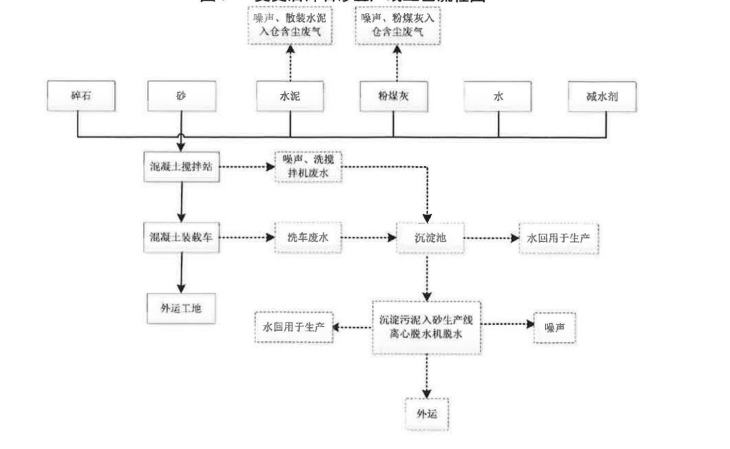 噪声、散装水泥
入仓含尘废气
噪声、粉煤灰入
仓含尘废气
碎石
砂
水泥
粉煤灰
水
减水剂
混凝土搅拌站
噪声、洗搅
拌机废水
混凝土装载车
洗车废水
沉淀池
水回用于生产
外运工地
水回用于生产
沉淀污泥入砂生产线
离心脱水机脱水
噪声
外运